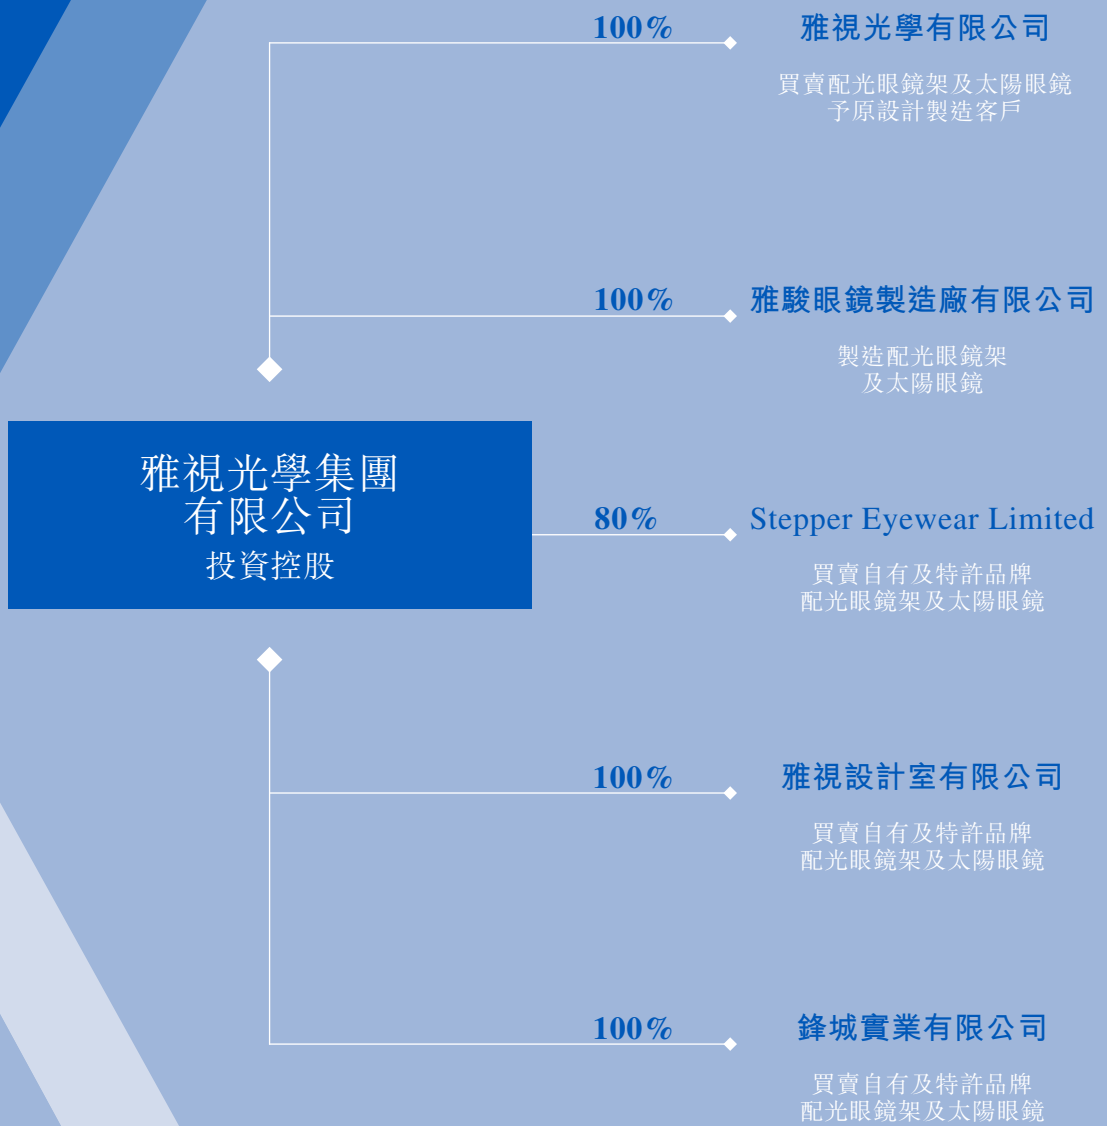 100%
雅視光學有限公司
買賣配光眼鏡架及太陽眼鏡
予原設計製造客戶
100%
雅駿眼鏡製造廠有限公司
製造配光眼鏡架
及太陽眼鏡
雅視光學集團
有限公司
投資控股
80%
Stepper Eyewear Limited
買賣自有及特許品牌
配光眼鏡架及太陽眼鏡
100%
雅視設計室有限公司
買賣自有及特許品牌
配光眼鏡架及太陽眼鏡
100%
鋒城實業有限公司
買賣自有及特許品牌
配光眼鏡架及太陽眼鏡